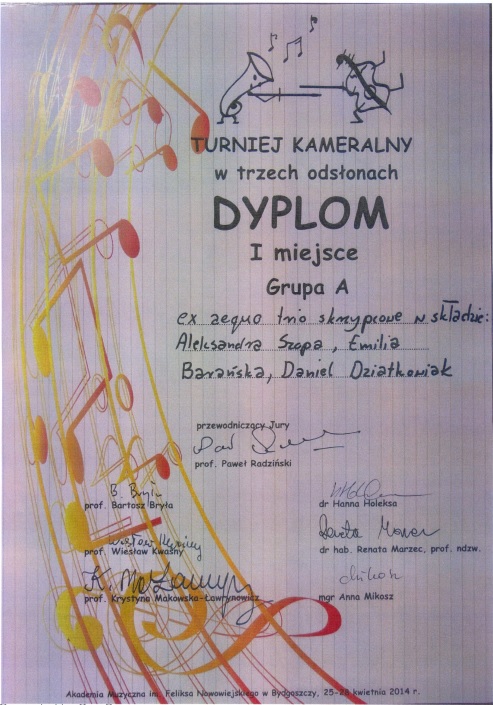 TURNIEJ KAMERALNY
w trzech odsłonach
DYPLOM
I miejsce
Grupa A
ex aequo trio skrzypcowe w składzie:
Aleksandra Szopa, Emilia
Barańska, Daniel Działkowiak
przewodniczący Jury
prof. Paweł Radziński
B. Bryła
prof. Bartosz Bryła
dr Hanna Holeksa
prof. Wiesław Kwaśny
dr hab. Renata Marzec, prof. ndzw.
prof. Krystyna Makowska-Ławrynowicz
mgr Anna Mikosz
Akademia Muzyczna im. Feliksa Nowowiejskiego w Bydgoszczy, 25-26 kwietnia 2014 r.